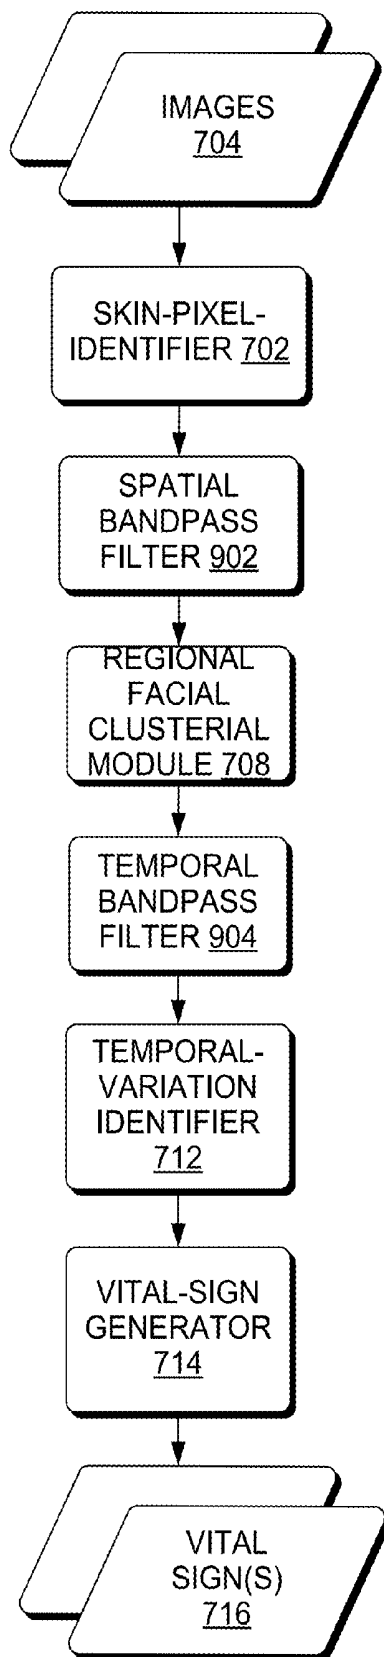 IMAGES
704
SKIN-PIXEL-
IDENTIFIER 702
SPATIAL
BANDPASS
FILTER 902
REGIONAL
FACIAL
CLUSTERIAL
MODULE 708
TEMPORAL
BANDPASS
FILTER 904
TEMPORAL-
VARIATION
IDENTIFIER
712
VITAL-SIGN
GENERATOR
714
VITAL
SIGN(S)
716